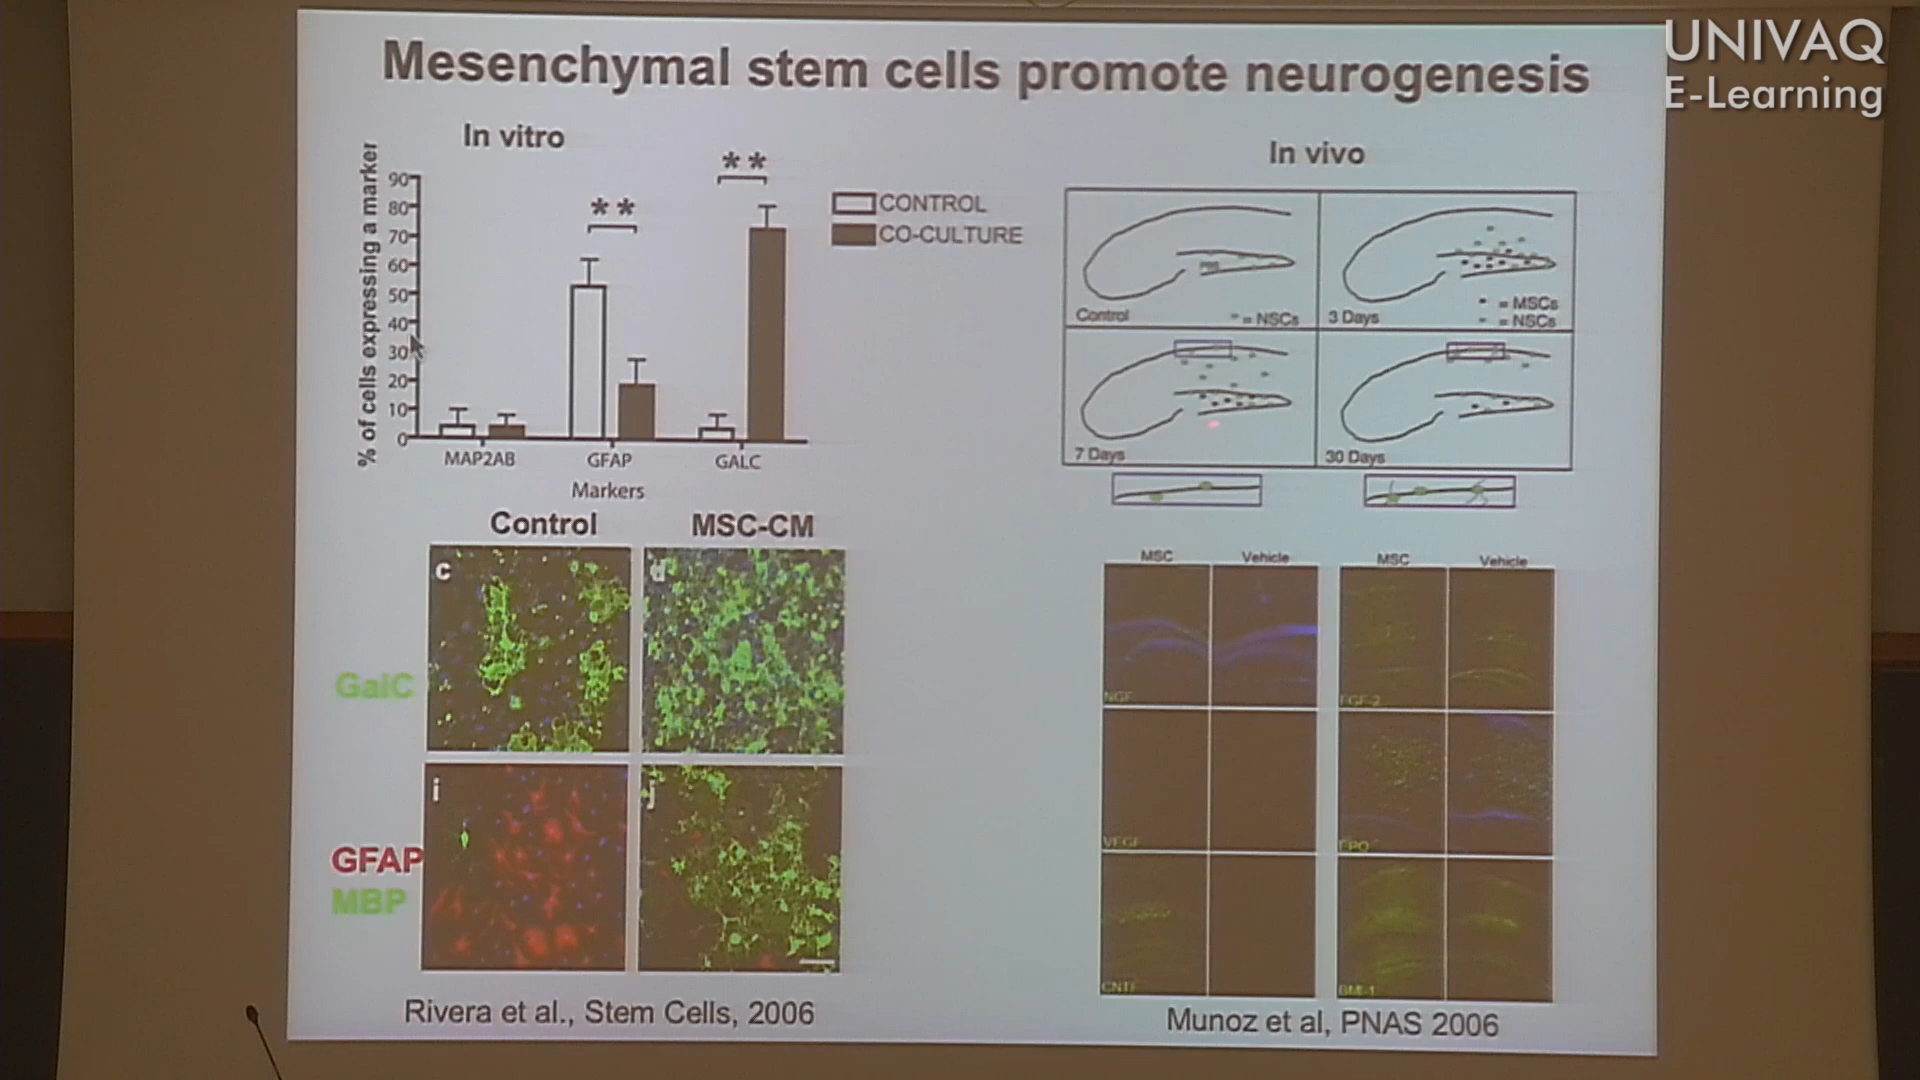 UNIVAQ
E-Learning
Mesenchymal stem cells promote neurogenesis
In vitro
% of cells expressing a marker
90
80
70
60
50
40
30
20
10
0
**
**
CONTROL
CO-CULTURE
MAP2AB
GFAP
GALC
Markers
Control
MSC-CM
c
d
GalC
i
j
GFAP
MBP
Rivera et al., Stem Cells, 2006
In vivo
Control
= NSCs
3 Days
= MSCs
= NSCs
7 Days
30 Days
MSC
Vehicle
MSC
Vehicle
NGF
FGF-2
VEGF
EPO
CNTF
BMI-1
Munoz et al, PNAS 2006